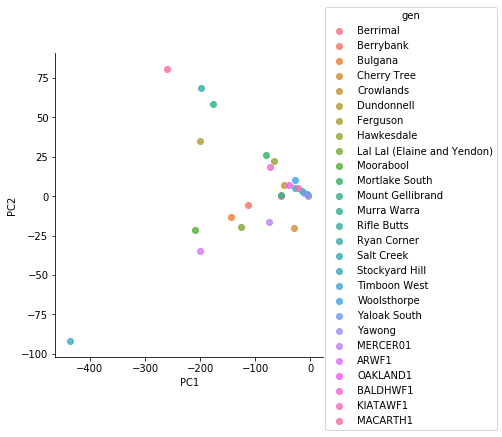 gen
Berrimal
Berrybank
Bulgana
Cherry Tree
Crowlands
Dundonnell
Ferguson
Hawkesdale
Lal Lal (Elaine and Yendon)
Moorabool
Mortlake South
Mount Gellibrand
Murra Warra
Rifle Butts
Ryan Corner
Salt Creek
Stockyard Hill
Timboon West
Woolsthorpe
Yaloak South
Yawong
MERCER01
ARWF1
OAKLAND1
BALDHWF1
KIATAWF1
MACARTH1
75
50
25
0
−25
−50
−75
−100
PC2
−400
−300
−200
−100
0
PC1